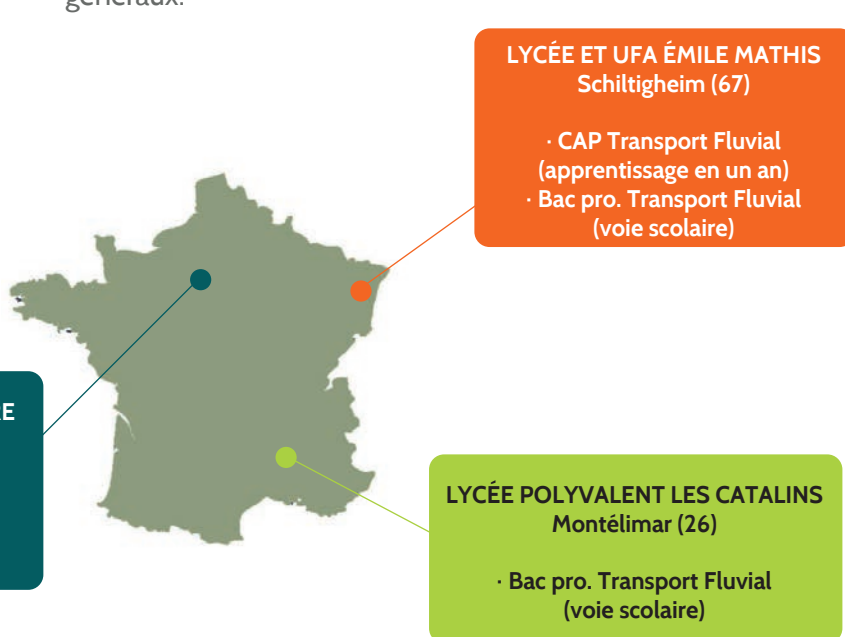 généraux.
LYCÉE ET UFA ÉMILE MATHIS
Schiltigheim (67)
· CAP Transport Fluvial
(apprentissage en un an)
· Bac pro. Transport Fluvial
(voie scolaire)
RE
LYCÉE POLYVALENT LES CATALINS
Montélimar (26)
· Bac pro. Transport Fluvial
(voie scolaire)